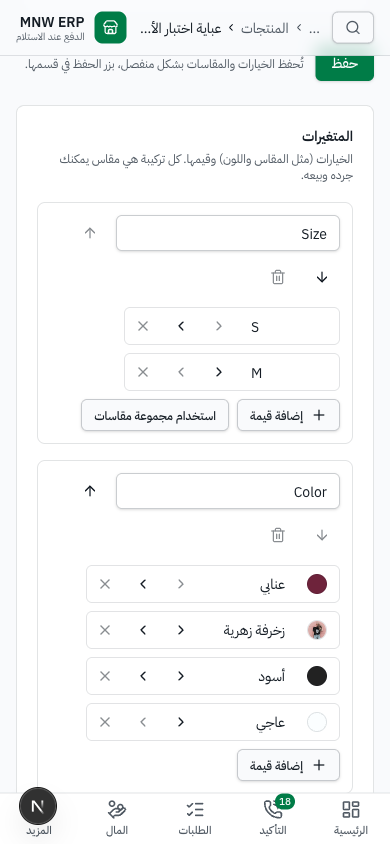 MNW ERP
الدفع عند الاستلام
... › المنتجات › عباية اختبار الأ...
حفظ
تُحفظ الخيارات والمقاسات بشكل منفصل، بزر الحفظ في قسمها.
المتغيرات
الخيارات (مثل المقاس واللون) وقيمها. كل تركيبة هي مقاس يمكنك
جرده وبيعه.
Size
S
M
إضافة قيمة
استخدام مجموعة مقاسات
Color
عنابي
زخرفة زهرية
أسود
عاجي
إضافة قيمة
الرئيسية
18
التأكيد
الطلبات
المال
المزيد
N